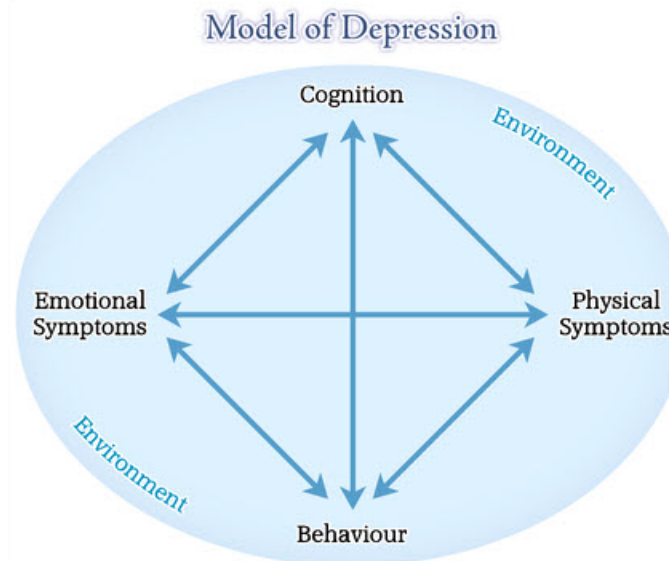 Model of Depression
Cognition
Environment
Emotional
Symptoms
Physical
Symptoms
Environment
Behaviour